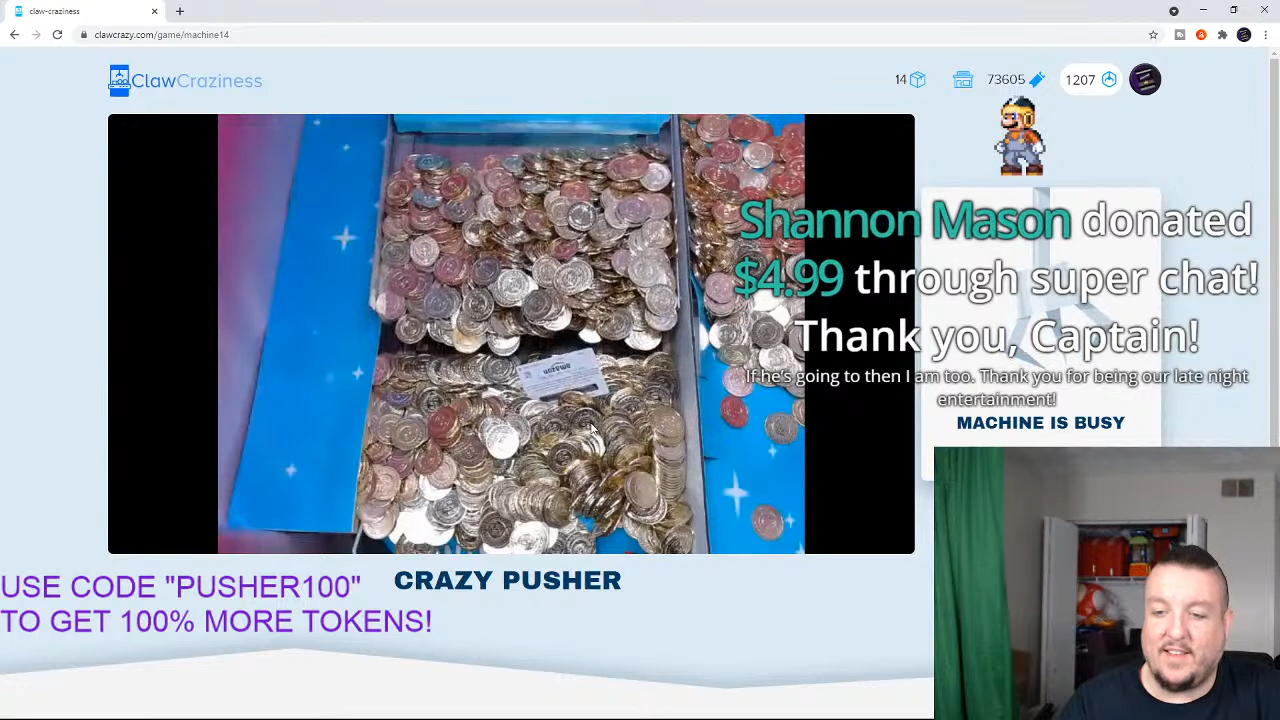 claw-craziness
clawcrazy.com/game/machine14
ClawCraziness
14
73605
1207
Shannon Mason donated
$4.99 through super chat!
Thank you, Captain!
If he's going to then I am too. Thank you for being our late night
entertainment!
MACHINE IS BUSY
CRAZY PUSHER
USE CODE "PUSHER100"
TO GET 100% MORE TOKENS!